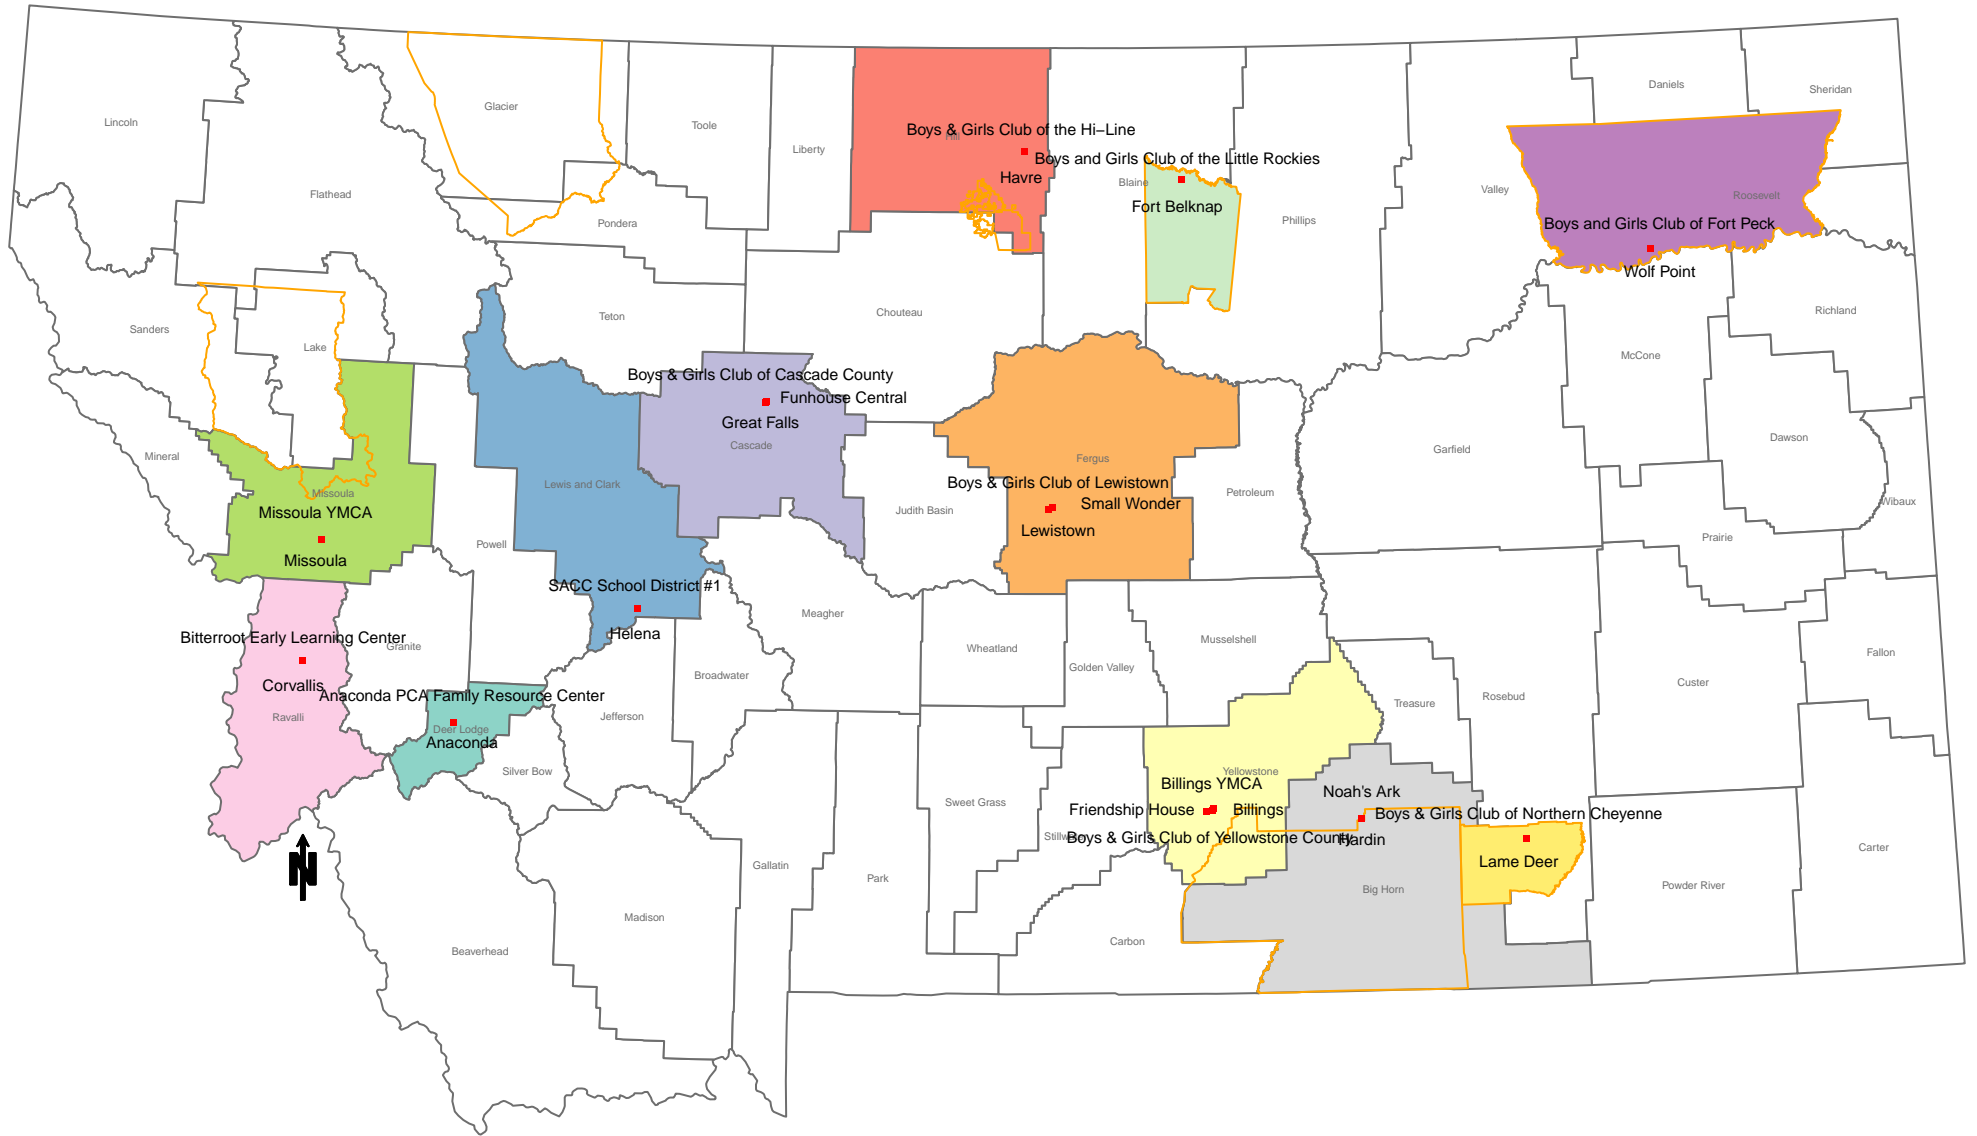 Daniels
Sheridan
Lincoln
Glacier
Toole
Boys & Girls Club of the Hi–Line
Hill
Liberty
Boys and Girls Club of the Little Rockies
Havre
Blaine
Valley
Roosevelt
Flathead
Fort Belknap
Phillips
Pondera
Boys and Girls Club of Fort Peck
Wolf Point
Sanders
Teton
Chouteau
Richland
Lake
McCone
Boys & Girls Club of Cascade County
Funhouse Central
Great Falls
Cascade
Dawson
Mineral
Fergus
Garfield
Missoula
Lewis and Clark
Boys & Girls Club of Lewistown
Petroleum
Small Wonder
Judith Basin
Wibaux
Missoula YMCA
Lewistown
Powell
Prairie
Missoula
SACC School District #1
Meagher
Helena
Bitterroot Early Learning Center
Granite
Wheatland
Musselshell
Golden Valley
Fallon
Broadwater
Custer
Corvallis
Anaconda PCA Family Resource Center
Rosebud
Treasure
Ravalli
Jefferson
Deer Lodge
Anaconda
Silver Bow
Yellowstone
Billings YMCA
Noah's Ark
Sweet Grass
Friendship House
Billings
Boys & Girls Club of Northern Cheyenne
Stillwater
Boys & Girls Club of Yellowstone County
Hardin
Carter
Lame Deer
N
Gallatin
Park
Big Horn
Powder River
Madison
Carbon
Beaverhead